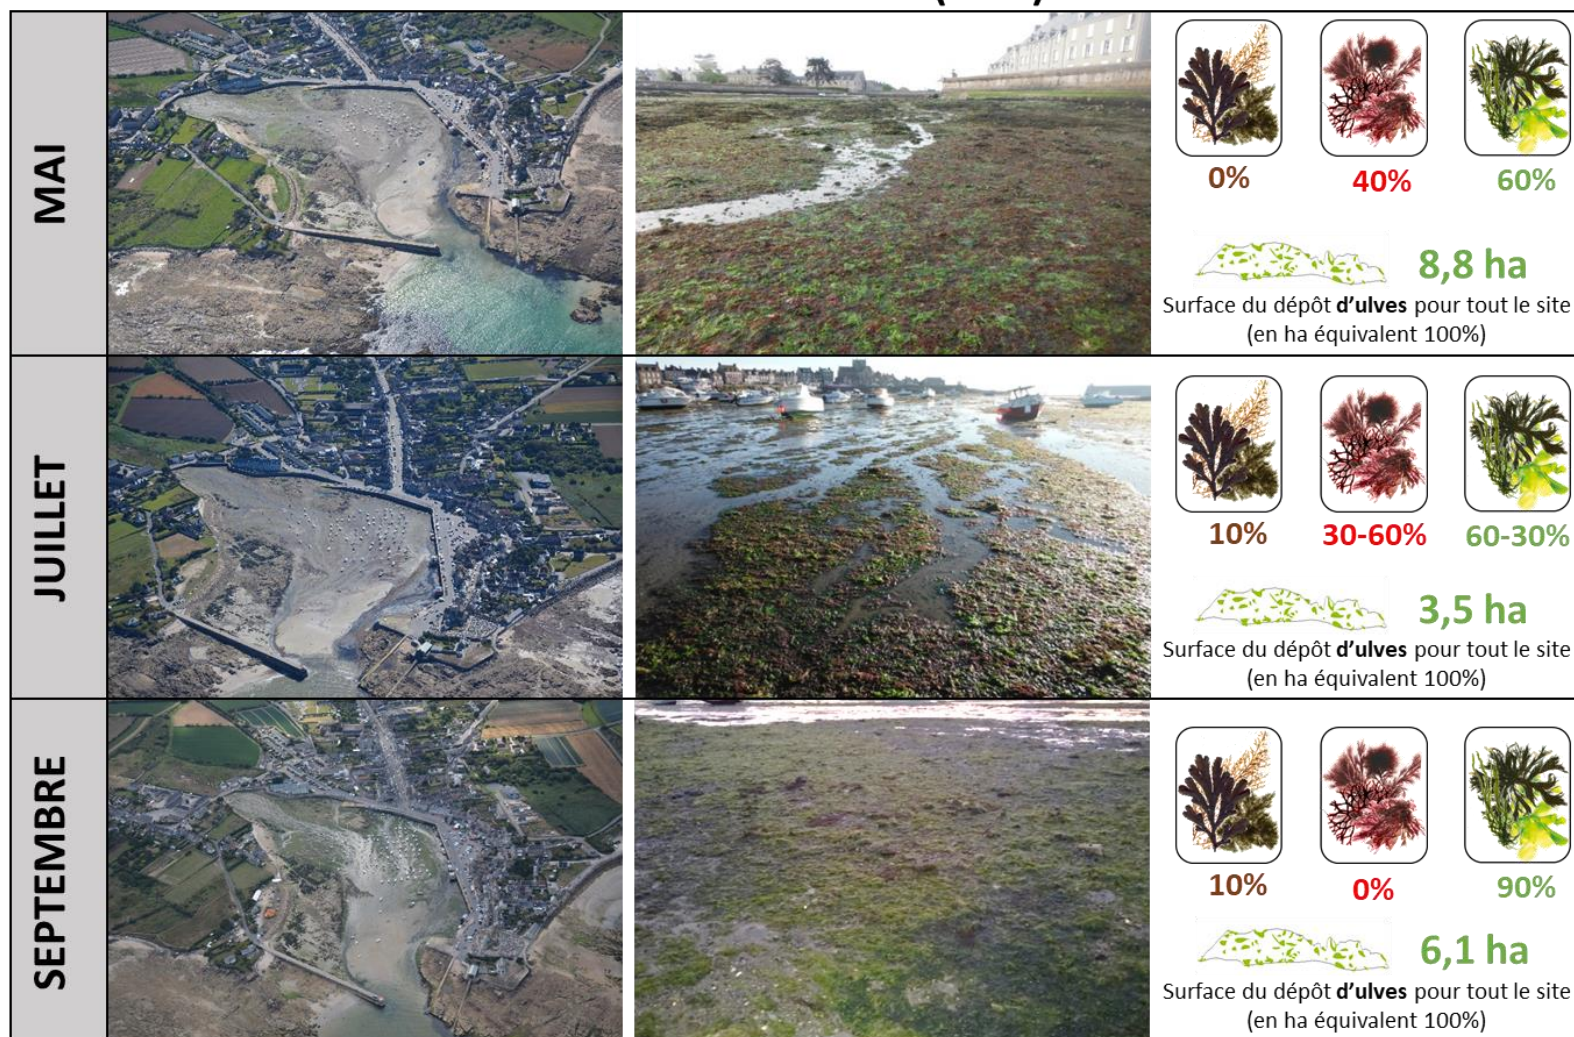 MAI
0%
40%
60%
8,8 ha
Surface du dépôt d'ulves pour tout le site
(en ha équivalent 100%)
JUILLET
10%
30-60%
60-30%
3,5 ha
Surface du dépôt d'ulves pour tout le site
(en ha équivalent 100%)
SEPTEMBRE
10%
0%
90%
6,1 ha
Surface du dépôt d'ulves pour tout le site
(en ha équivalent 100%)